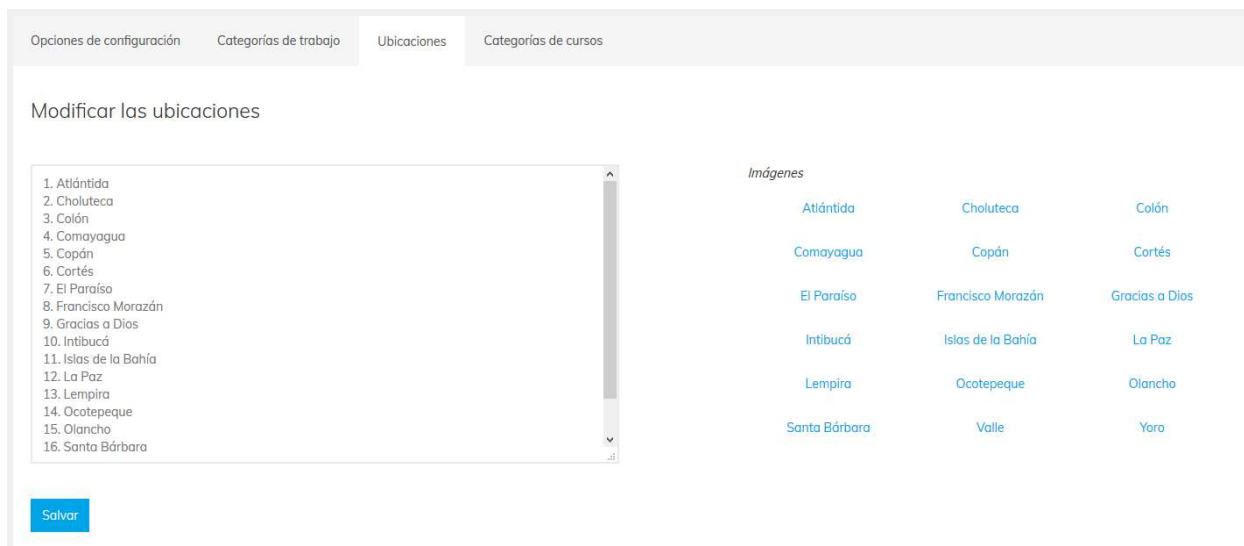 Opciones de configuración Categorías de trabajo Ubicaciones Categorías de cursos
Modificar las ubicaciones
1. Atlántida
2. Choluteca
3. Colón
4. Comayagua
5. Copán
6. Cortés
7. El Paraíso
8. Francisco Morazán
9. Gracias a Dios
10. Intibucá
11. Islas de la Bahía
12. La Paz
13. Lempira
14. Ocotepeque
15. Olancho
16. Santa Bárbara
Imágenes
Atlántida Choluteca Colón
Comayagua Copán Cortés
El Paraíso Francisco Morazán Gracias a Dios
Intibucá Islas de la Bahía La Paz
Lempira Ocotepeque Olancho
Santa Bárbara Valle Yoro
Salvar